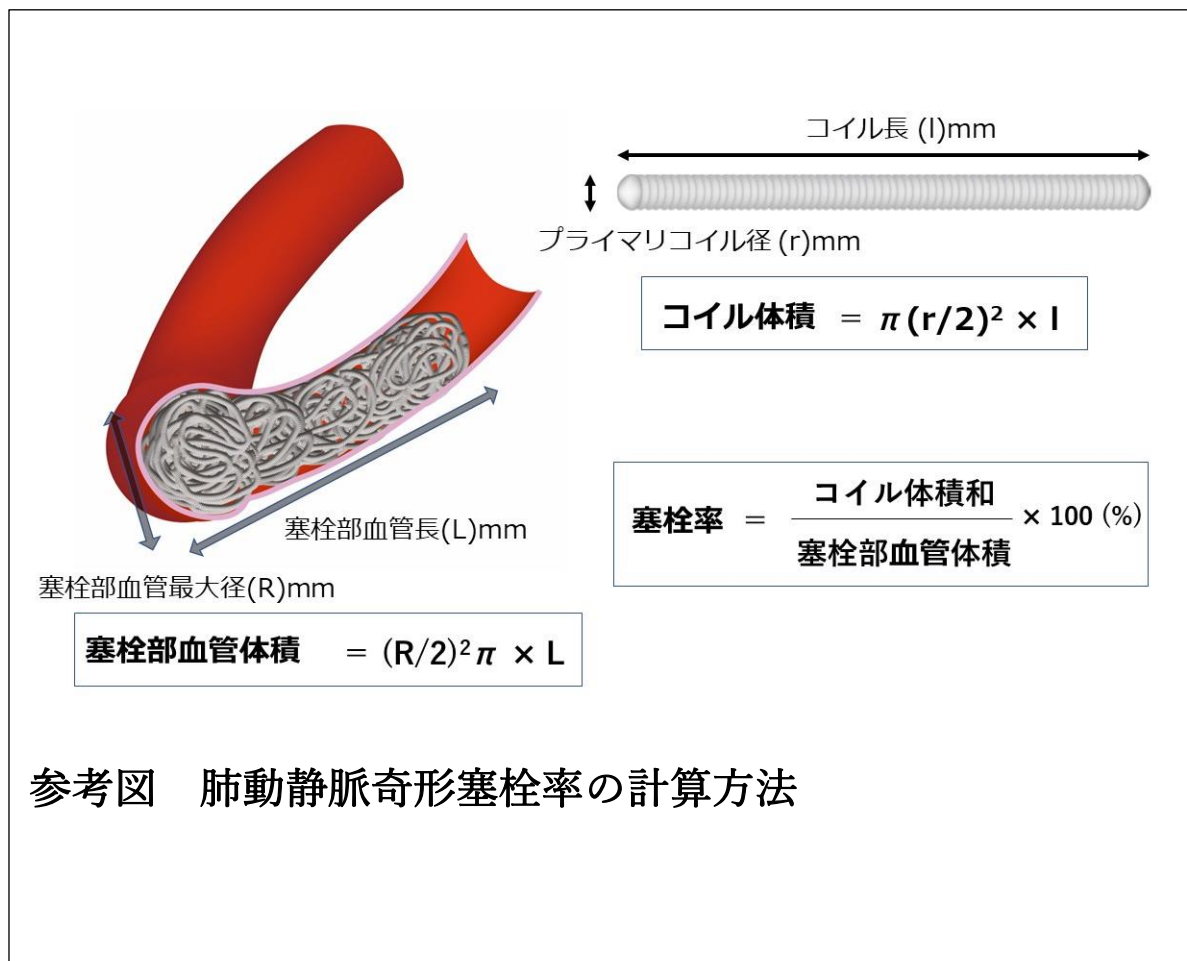 コイル長 (l)mm
プライマリコイル径 (r)mm
コイル体積 = π(r/2)² × l
塞栓部血管長(L)mm
塞栓部血管最大径(R)mm
塞栓率 = コイル体積和 × 100 (%)
塞栓部血管体積
塞栓部血管体積 = (R/2)²π × L
参考図 肺動静脈奇形塞栓率の計算方法